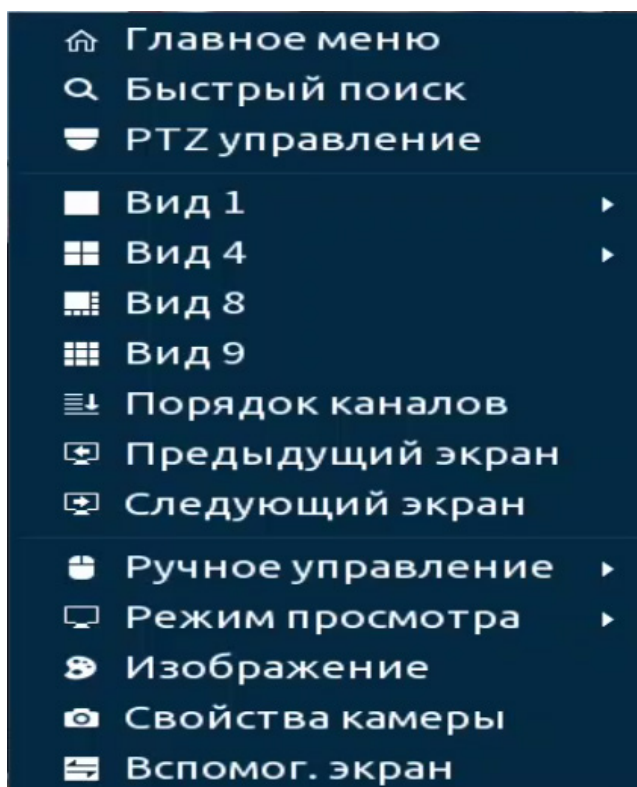 Главное меню
Быстрый поиск
PTZ управление
Вид 1
Вид 4
Вид 8
Вид 9
Порядок каналов
Предыдущий экран
Следующий экран
Ручное управление
Режим просмотра
Изображение
Свойства камеры
Вспомог. экран